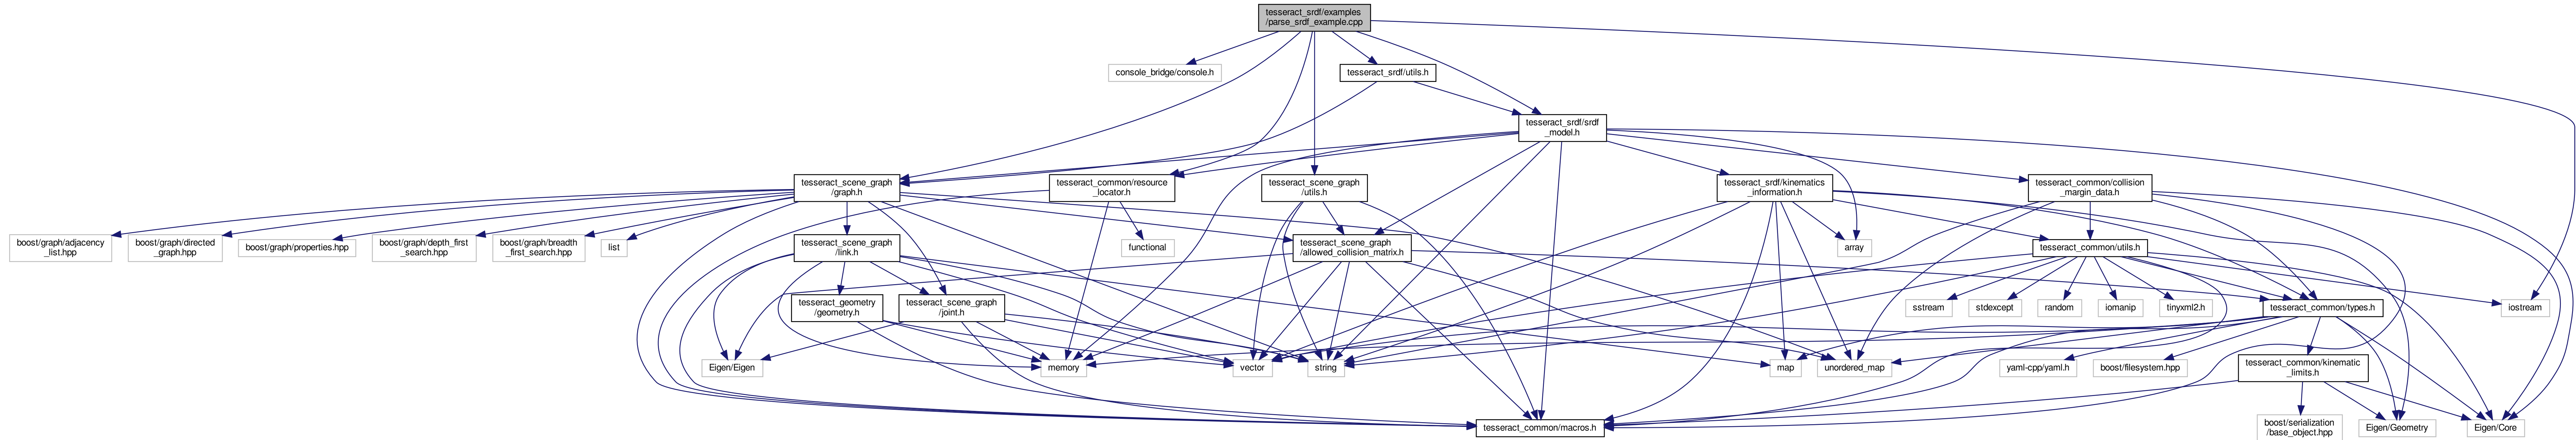 tesseract_srdf/examples
/parse_srdf_example.cpp
console_bridge/console.h
tesseract_srdf/utils.h
tesseract_srdf/srdf
_model.h
tesseract_scene_graph
/graph.h
tesseract_common/resource
_locator.h
tesseract_scene_graph
/utils.h
tesseract_srdf/kinematics
_information.h
tesseract_common/collision
_margin_data.h
boost/graph/adjacency
_list.hpp
boost/graph/directed
_graph.hpp
boost/graph/properties.hpp
boost/graph/depth_first
_search.hpp
boost/graph/breadth
_first_search.hpp
list
tesseract_scene_graph
/link.h
functional
tesseract_scene_graph
/allowed_collision_matrix.h
array
tesseract_common/utils.h
tesseract_geometry
/geometry.h
tesseract_scene_graph
/joint.h
sstream
stdexcept
random
iomanip
tinyxml2.h
tesseract_common/types.h
iostream
Eigen/Eigen
memory
vector
string
map
unordered_map
yaml-cpp/yaml.h
boost/filesystem.hpp
tesseract_common/kinematic
_limits.h
tesseract_common/macros.h
boost/serialization
/base_object.hpp
Eigen/Geometry
Eigen/Core